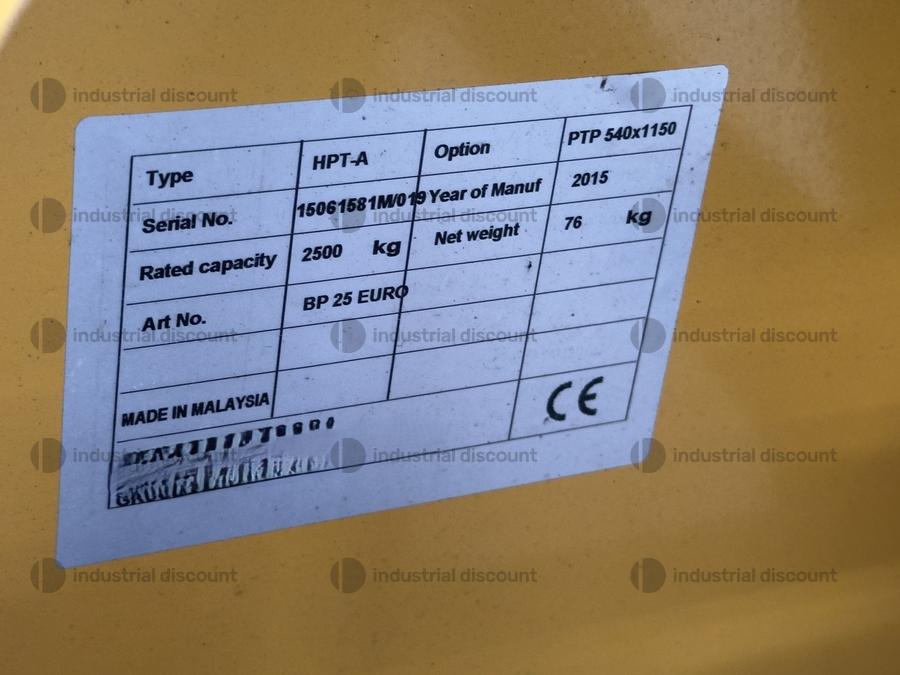 Type HPT-A Option PTP 540x1150
Serial No. 15061581M/019 Year of Manuf 2015
Rated capacity 2500 kg Net weight 76 kg
Art No. BP 25 EURO
MADE IN MALAYSIA
CE
industrial discount industrial discount industrial discount
industrial discount industrial discount industrial discount
industrial discount industrial discount industrial discount
industrial discount industrial discount industrial discount
industrial discount industrial discount industrial discount